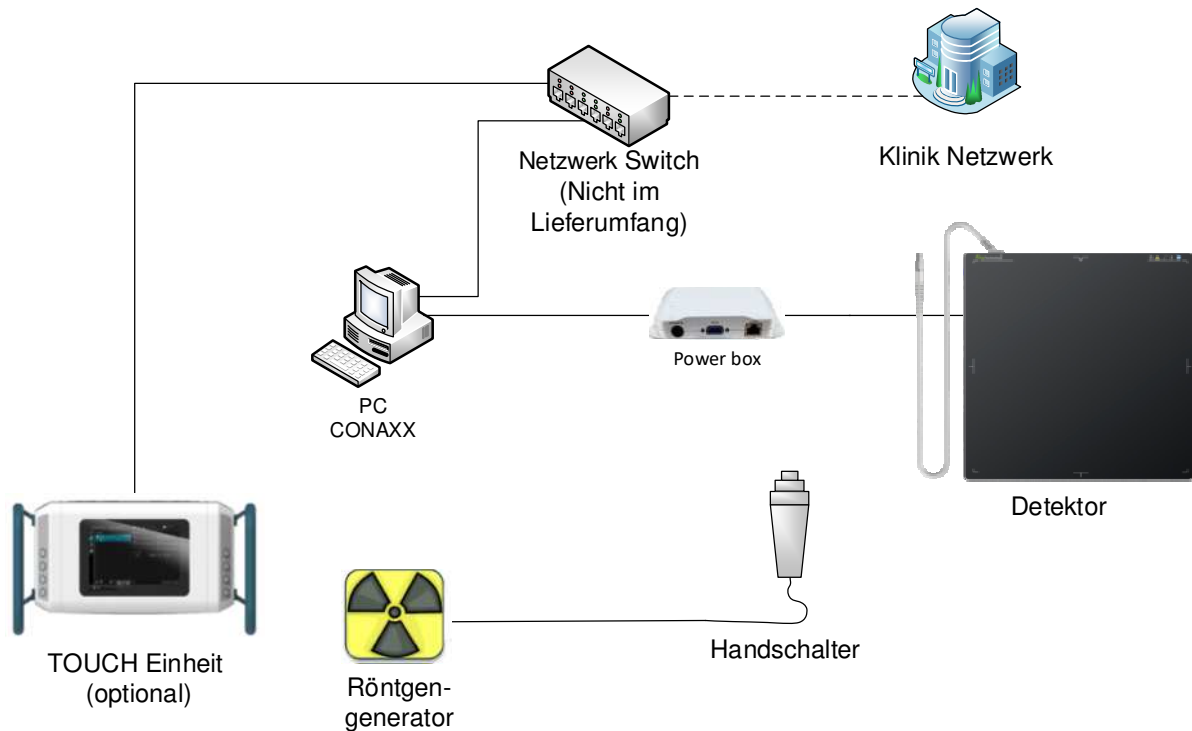 Netzwerk Switch
(Nicht im
Lieferumfang)
Klinik Netzwerk
Power box
PC
CONAXX
Detektor
TOUCH Einheit
(optional)
Röntgen-
generator
Handschalter